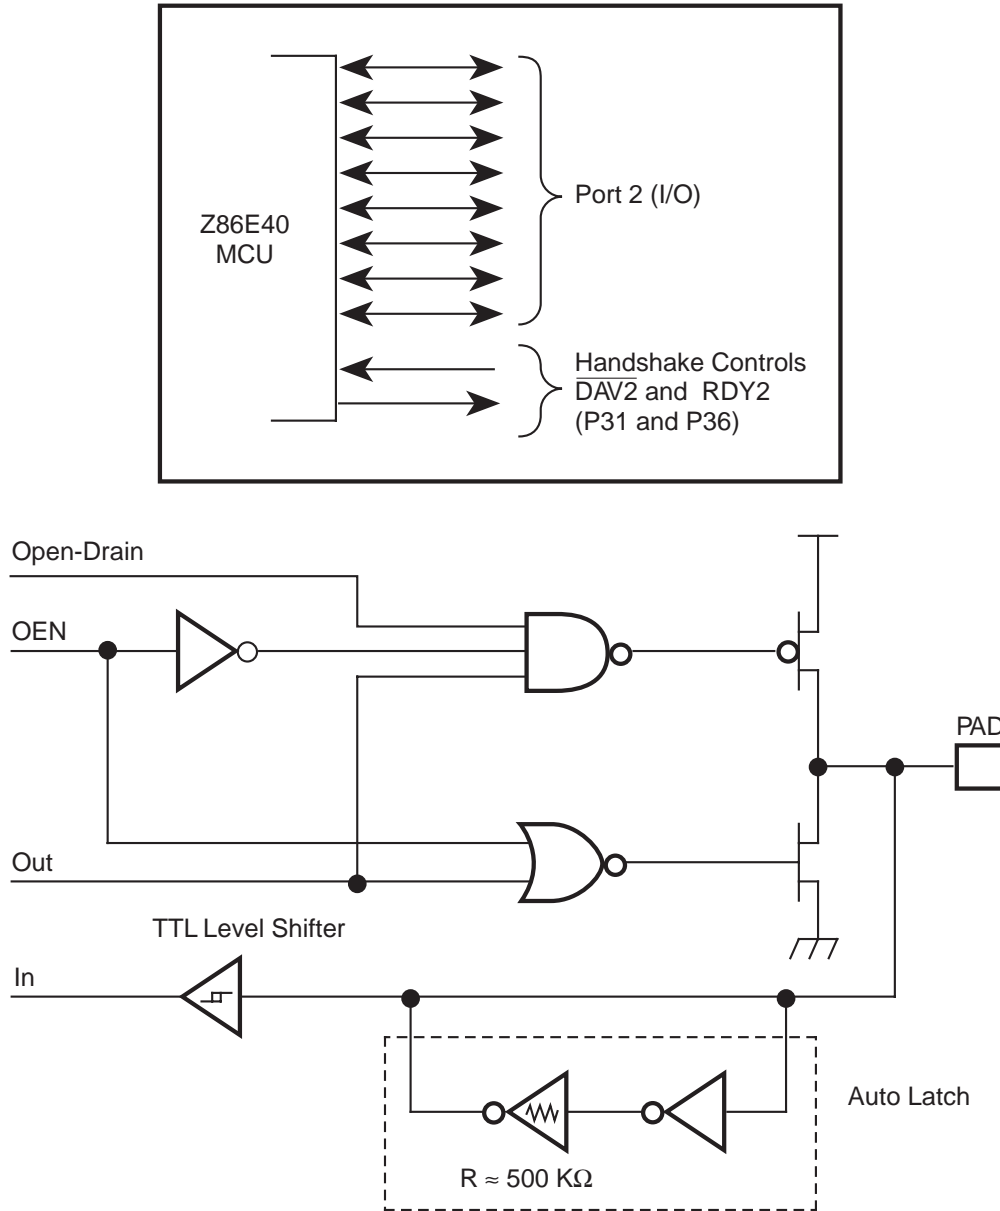 Z86E40
MCU
Port 2 (I/O)
Handshake Controls
D̅A̅V̅2̅ and RDY2
(P31 and P36)
Open-Drain
OEN
PAD
Out
TTL Level Shifter
In
Auto Latch
R ≈ 500 KΩ